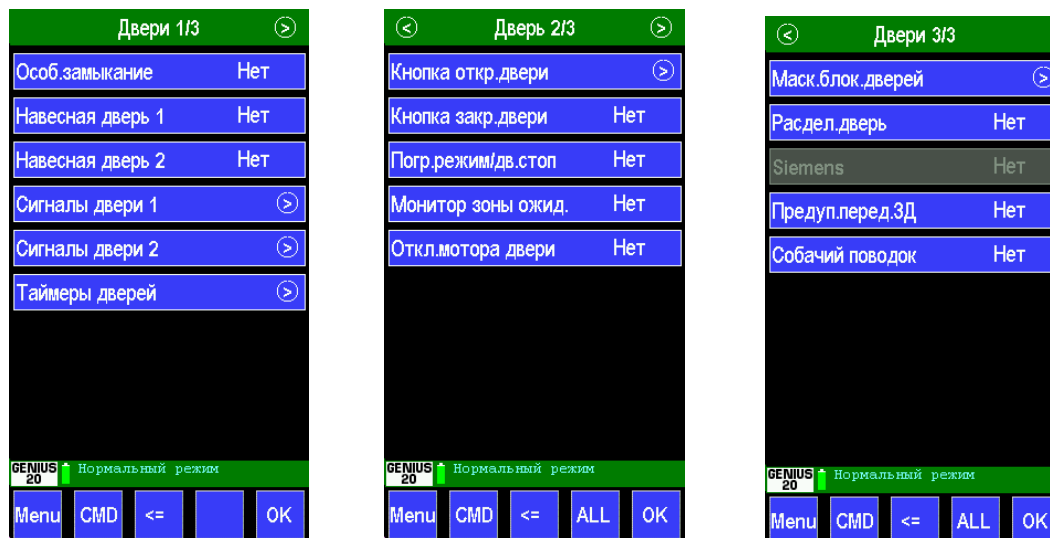 Двери 1/3 >
Особ.замыкание Нет
Навесная дверь 1 Нет
Навесная дверь 2 Нет
Сигналы двери 1 >
Сигналы двери 2 >
Таймеры дверей >
GENIUS 20 Нормальный режим
Menu CMD <= OK
< Дверь 2/3 >
Кнопка откр.двери >
Кнопка закр.двери Нет
Погр.режим/дв.стоп Нет
Монитор зоны ожид. Нет
Откл.мотора двери Нет
GENIUS 20 Нормальный режим
Menu CMD <= ALL OK
< Двери 3/3
Маск.блок.дверей >
Расдел.дверь Нет
Siemens Нет
Предуп.перед.ЗД Нет
Собачий поводок Нет
GENIUS 20 Нормальный режим
Menu CMD <= ALL OK